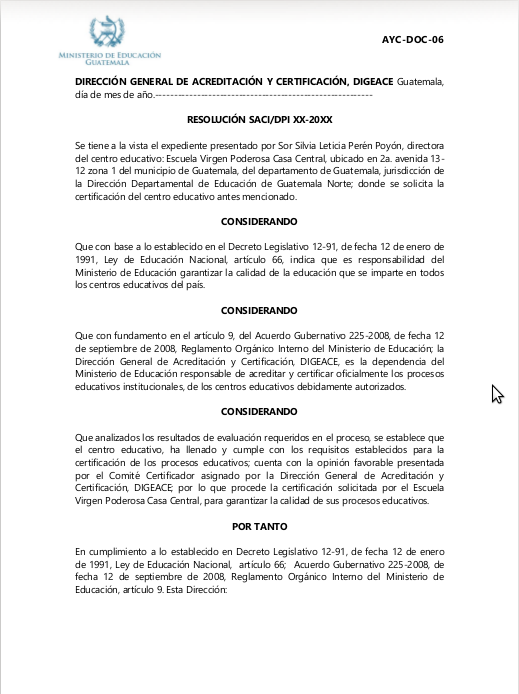 MINISTERIO DE EDUCACIÓN
GUATEMALA
AYC-DOC-06
DIRECCIÓN GENERAL DE ACREDITACIÓN Y CERTIFICACIÓN, DIGEACE Guatemala,
día de mes de año.------------------------------------------------------------
RESOLUCIÓN SACI/DPI XX-20XX
Se tiene a la vista el expediente presentado por Sor Silvia Leticia Perén Poyón, directora
del centro educativo: Escuela Virgen Poderosa Casa Central, ubicado en 2a. avenida 13-
12 zona 1 del municipio de Guatemala, del departamento de Guatemala, jurisdicción de
la Dirección Departamental de Educación de Guatemala Norte; donde se solicita la
certificación del centro educativo antes mencionado.
CONSIDERANDO
Que con base a lo establecido en el Decreto Legislativo 12-91, de fecha 12 de enero de
1991, Ley de Educación Nacional, artículo 66, indica que es responsabilidad del
Ministerio de Educación garantizar la calidad de la educación que se imparte en todos
los centros educativos del país.
CONSIDERANDO
Que con fundamento en el artículo 9, del Acuerdo Gubernativo 225-2008, de fecha 12
de septiembre de 2008, Reglamento Orgánico Interno del Ministerio de Educación; la
Dirección General de Acreditación y Certificación, DIGEACE, es la dependencia del
Ministerio de Educación responsable de acreditar y certificar oficialmente los procesos
educativos institucionales, de los centros educativos debidamente autorizados.
CONSIDERANDO
Que analizados los resultados de evaluación requeridos en el proceso, se establece que
el centro educativo, ha llenado y cumple con los requisitos establecidos para la
certificación de los procesos educativos; cuenta con la opinión favorable presentada
por el Comité Certificador asignado por la Dirección General de Acreditación y
Certificación, DIGEACE; por lo que procede la certificación solicitada por el Escuela
Virgen Poderosa Casa Central, para garantizar la calidad de sus procesos educativos.
POR TANTO
En cumplimiento a lo establecido en Decreto Legislativo 12-91, de fecha 12 de enero
de 1991, Ley de Educación Nacional, artículo 66; Acuerdo Gubernativo 225-2008, de
fecha 12 de septiembre de 2008, Reglamento Orgánico Interno del Ministerio de
Educación, artículo 9. Esta Dirección: